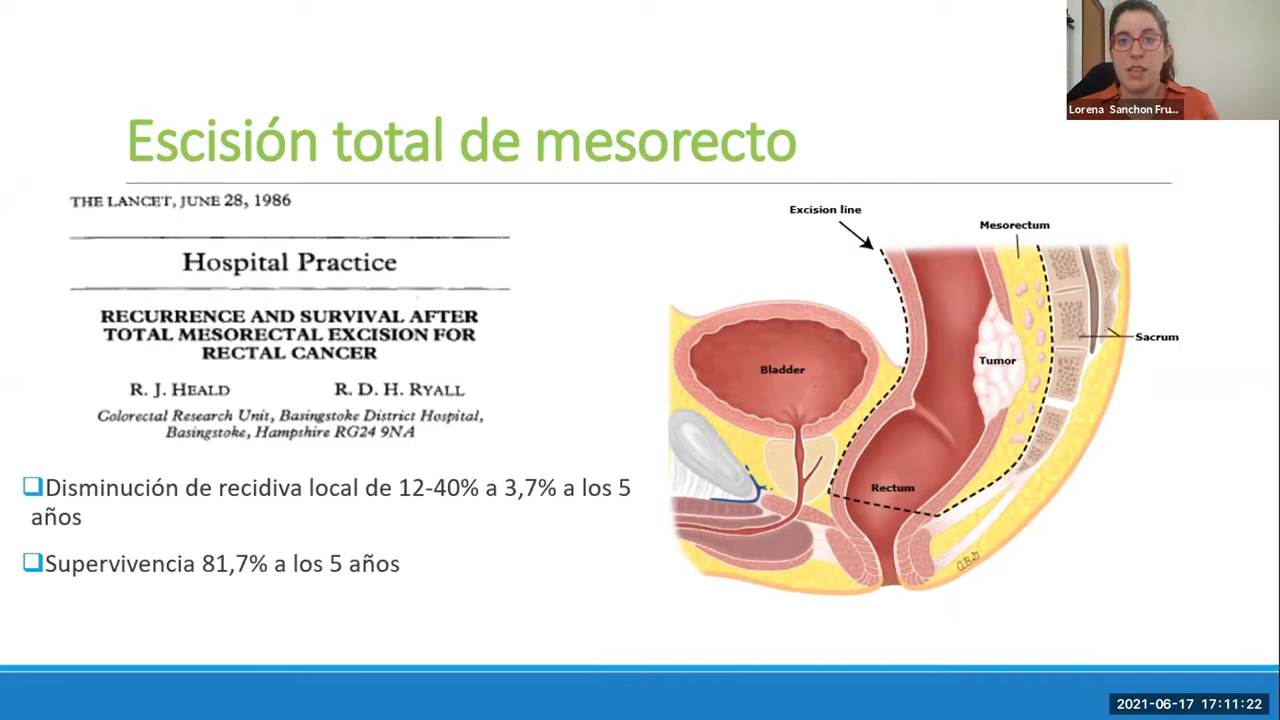 Lorena Sanchon Fru...
Escisión total de mesorecto
THE LANCET, JUNE 28, 1986
Hospital Practice
RECURRENCE AND SURVIVAL AFTER
TOTAL MESORECTAL EXCISION FOR
RECTAL CANCER
R. J. HEALD R. D. H. RYALL
Colorectal Research Unit, Basingstoke District Hospital,
Basingstoke, Hampshire RG24 9NA
Disminución de recidiva local de 12-40% a 3,7% a los 5
años
Supervivencia 81,7% a los 5 años
Excision line
Mesorectum
Sacrum
Tumor
Bladder
Rectum
2021-06-17 17:11:22